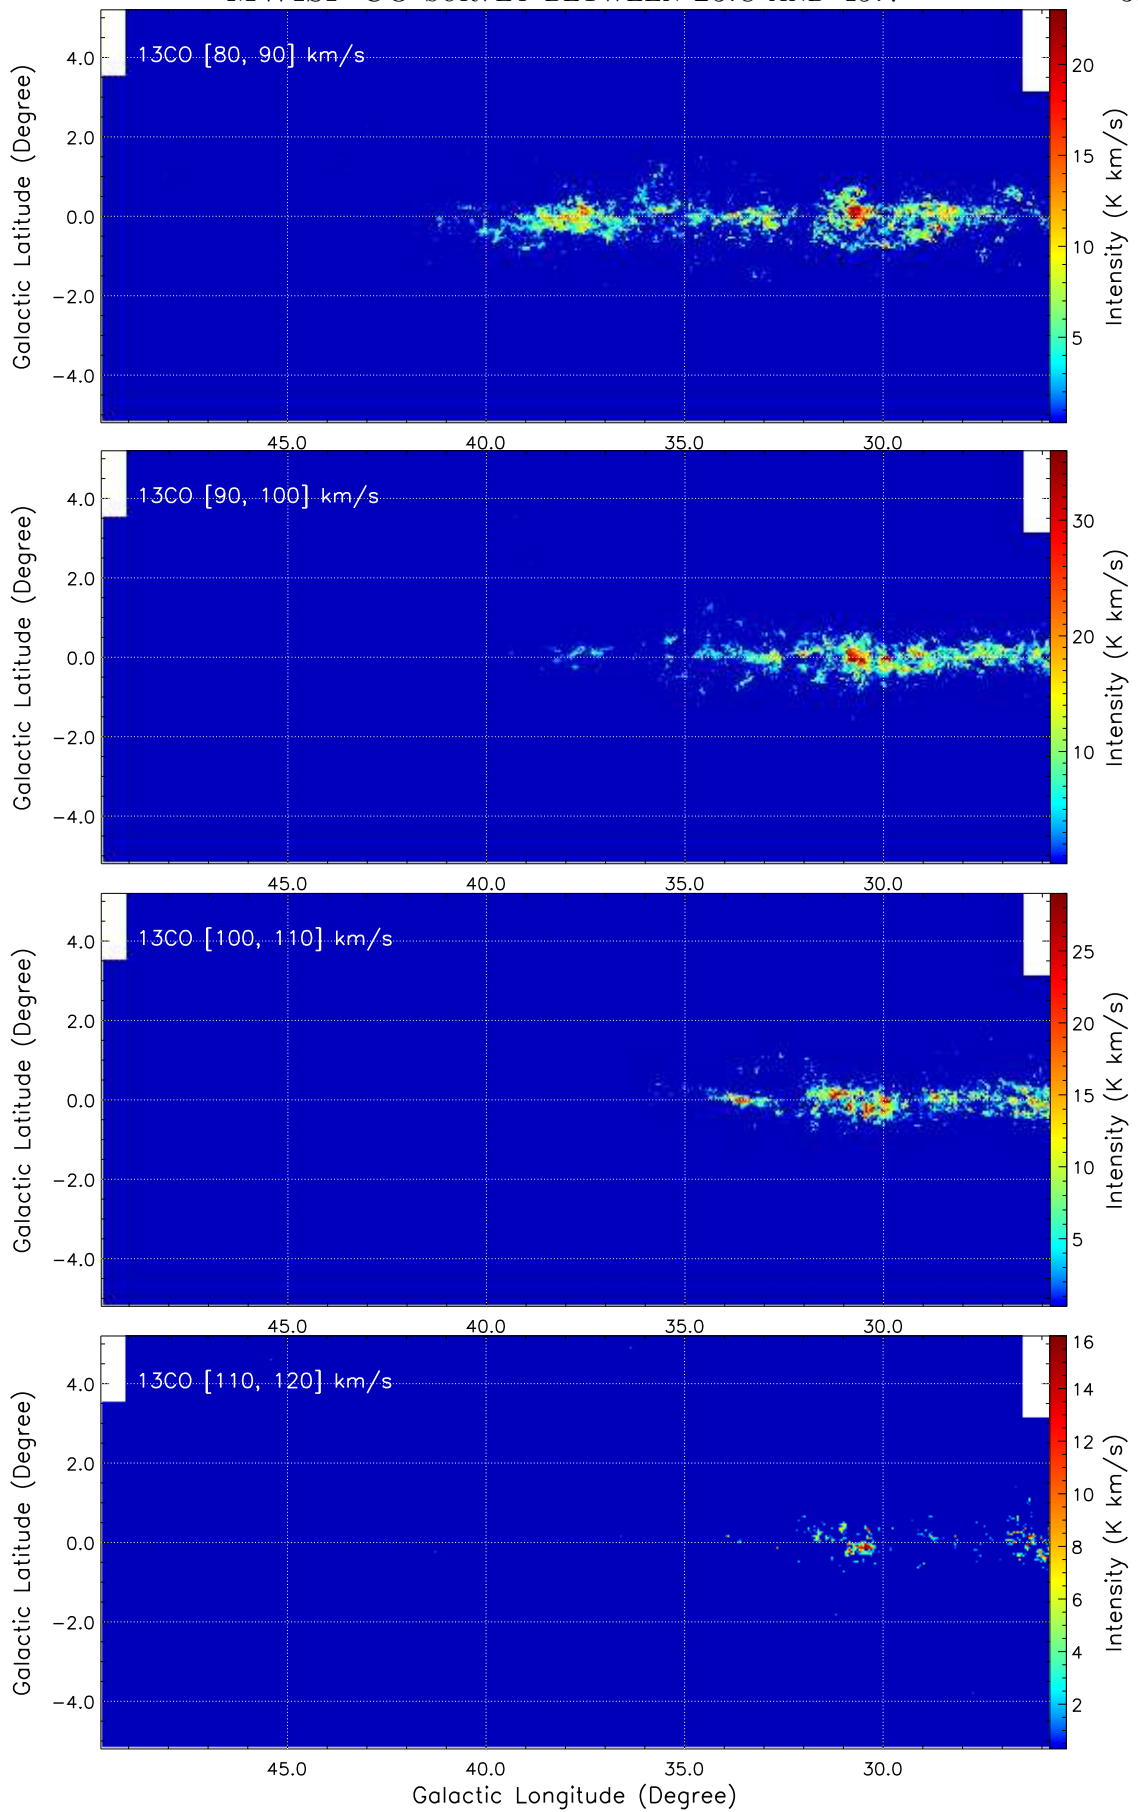 13CO [80, 90] km/s
Galactic Latitude (Degree)
4.0
2.0
0.0
−2.0
−4.0
20
15
10
5
Intensity (K km/s)
45.0 40.0 35.0 30.0
13CO [90, 100] km/s
Galactic Latitude (Degree)
4.0
2.0
0.0
−2.0
−4.0
30
20
10
Intensity (K km/s)
45.0 40.0 35.0 30.0
13CO [100, 110] km/s
Galactic Latitude (Degree)
4.0
2.0
0.0
−2.0
−4.0
25
20
15
10
5
Intensity (K km/s)
45.0 40.0 35.0 30.0
13CO [110, 120] km/s
Galactic Latitude (Degree)
4.0
2.0
0.0
−2.0
−4.0
16
14
12
10
8
6
4
2
Intensity (K km/s)
45.0 40.0 35.0 30.0
Galactic Longitude (Degree)